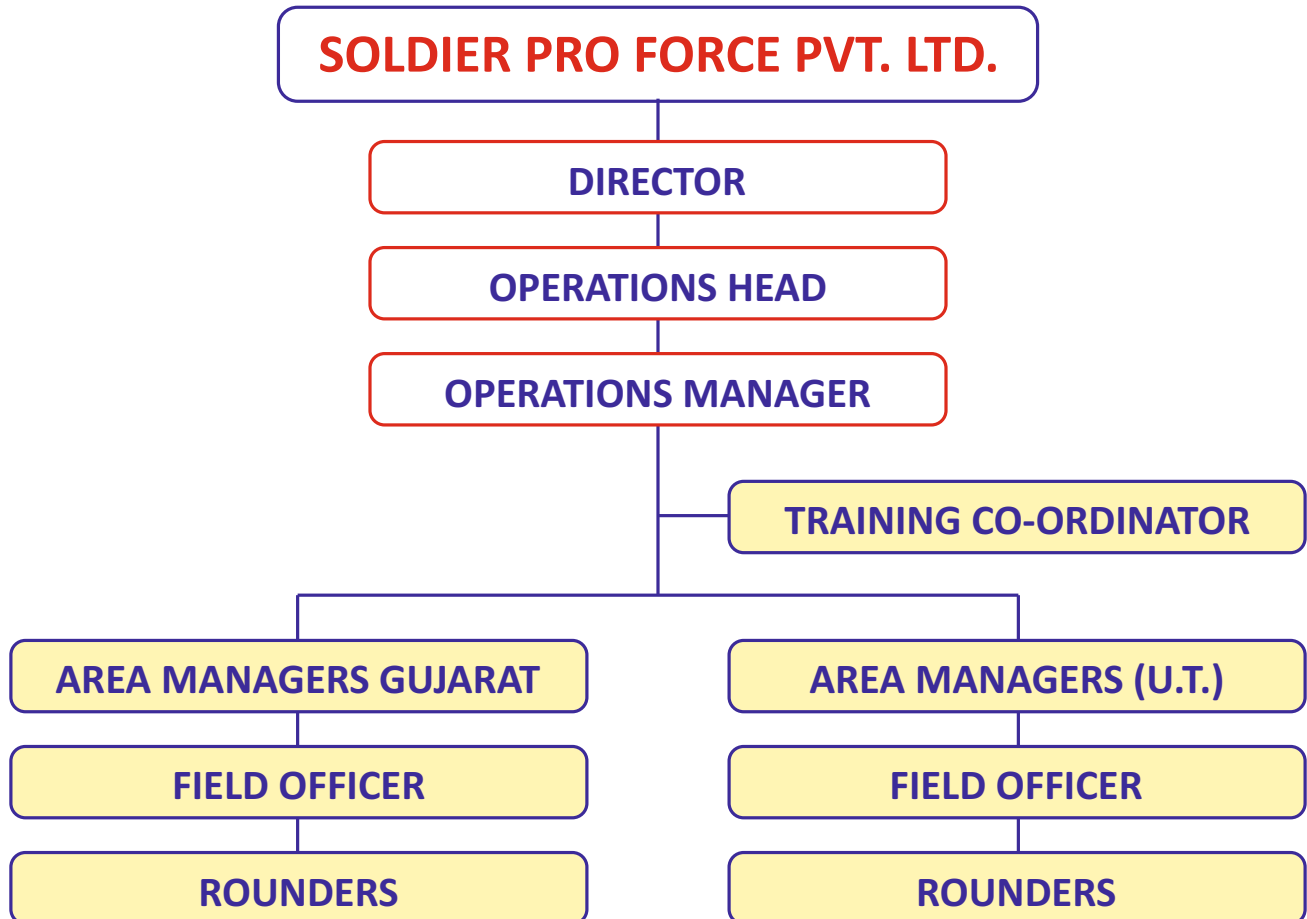 SOLDIER PRO FORCE PVT. LTD.
DIRECTOR
OPERATIONS HEAD
OPERATIONS MANAGER
TRAINING CO-ORDINATOR
AREA MANAGERS GUJARAT
AREA MANAGERS (U.T.)
FIELD OFFICER
FIELD OFFICER
ROUNDERS
ROUNDERS